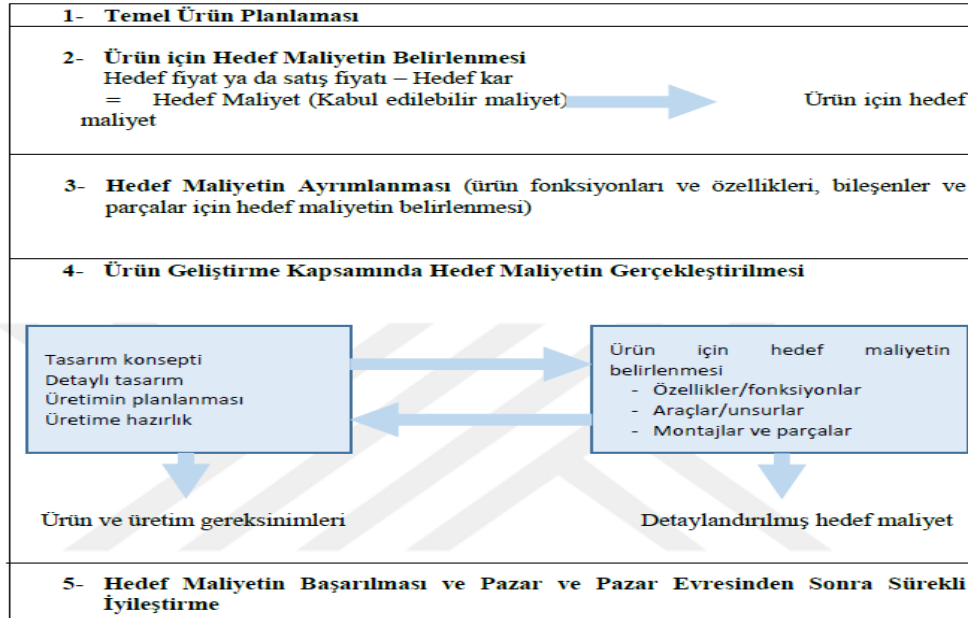 1- Temel Ürün Planlaması
2- Ürün için Hedef Maliyetin Belirlenmesi
Hedef fiyat ya da satış fiyatı – Hedef kar
= Hedef Maliyet (Kabul edilebilir maliyet) Ürün için hedef
maliyet
3- Hedef Maliyetin Ayrımlanması (ürün fonksiyonları ve özellikleri, bileşenler ve
parçalar için hedef maliyetin belirlenmesi)
4- Ürün Geliştirme Kapsamında Hedef Maliyetin Gerçekleştirilmesi
Tasarım konsepti
Detaylı tasarım
Üretimin planlanması
Üretime hazırlık
Ürün için hedef maliyetin
belirlenmesi
- Özellikler/fonksiyonlar
- Araçlar/unsurlar
- Montajlar ve parçalar
Ürün ve üretim gereksinimleri
Detaylandırılmış hedef maliyet
5- Hedef Maliyetin Başarılması ve Pazar ve Pazar Evresinden Sonra Sürekli
İyileştirme